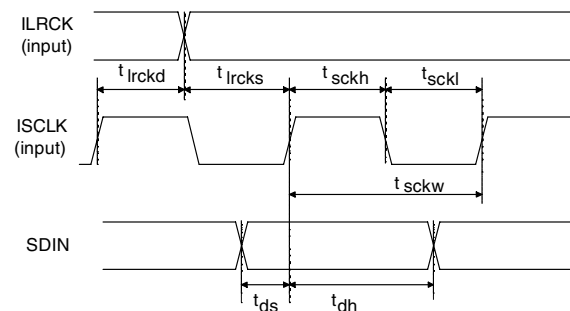 ILRCK
(input)
t lrckd
t lrcks
t sckh
t sckl
ISCLK
(input)
t sckw
SDIN
t ds
t dh